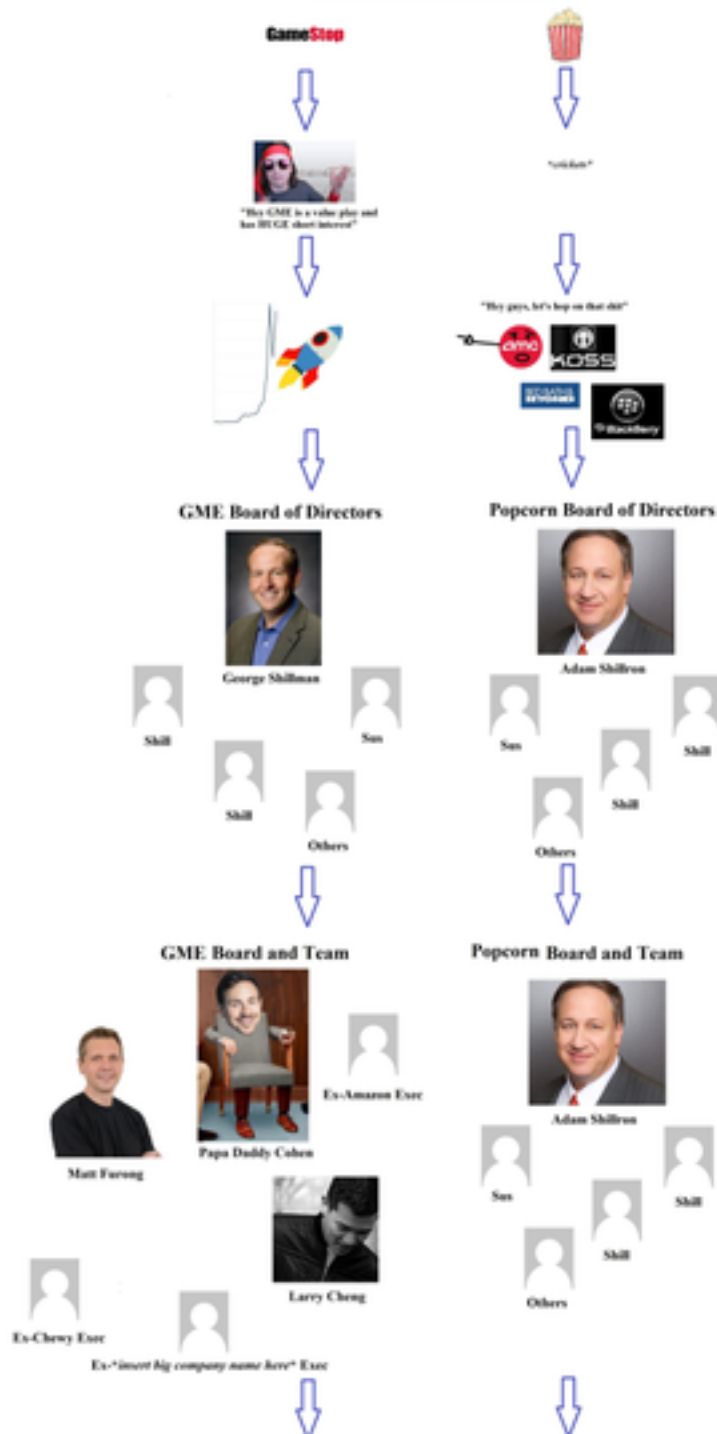 GameStop
*crickets*
"Hey GME is a value play and
has HUGE short interest"
"Hey guys, let's hop on that shit"
amc
KOSS
BED BATH &
BEYOND
BlackBerry
GME Board of Directors
Popcorn Board of Directors
George Shillman
Adam Shillron
Shill
Sus
Sus
Shill
Shill
Shill
Others
Others
GME Board and Team
Popcorn Board and Team
Ex-Amazon Exec
Adam Shillron
Papa Daddy Cohen
Matt Furong
Sus
Shill
Shill
Larry Cheng
Others
Ex-Chewy Exec
Ex-*insert big company name here* Exec